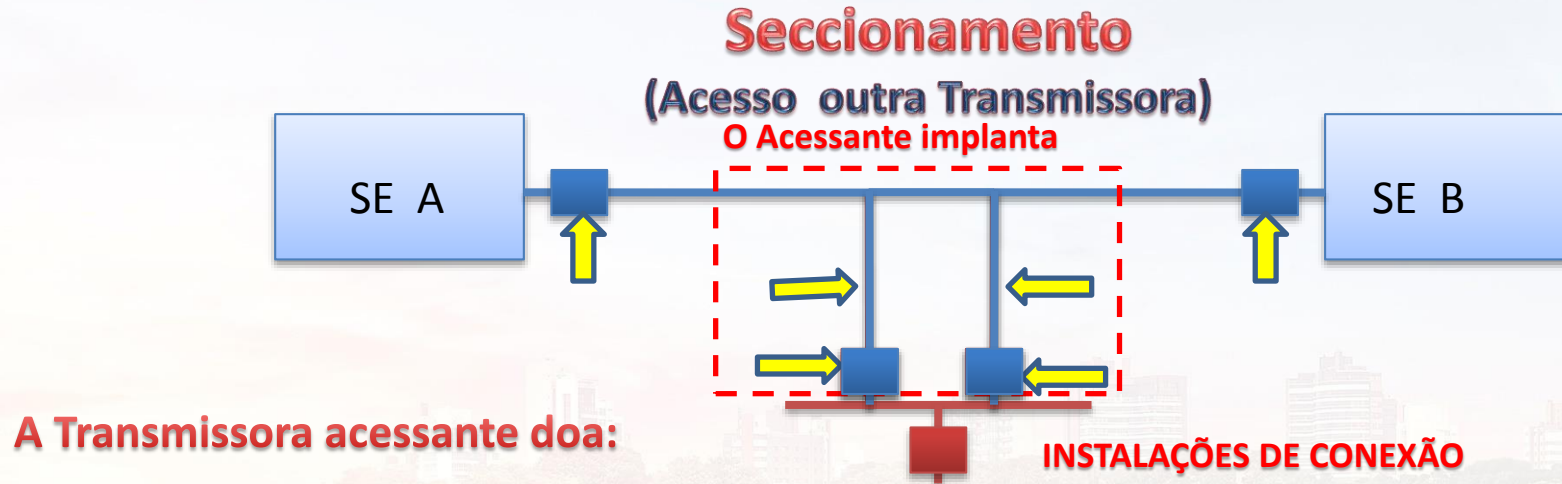 Seccionamento
(Acesso outra Transmissora)
O Acessante implanta
SE A
SE B
A Transmissora acessante doa:
INSTALAÇÕES DE CONEXÃO